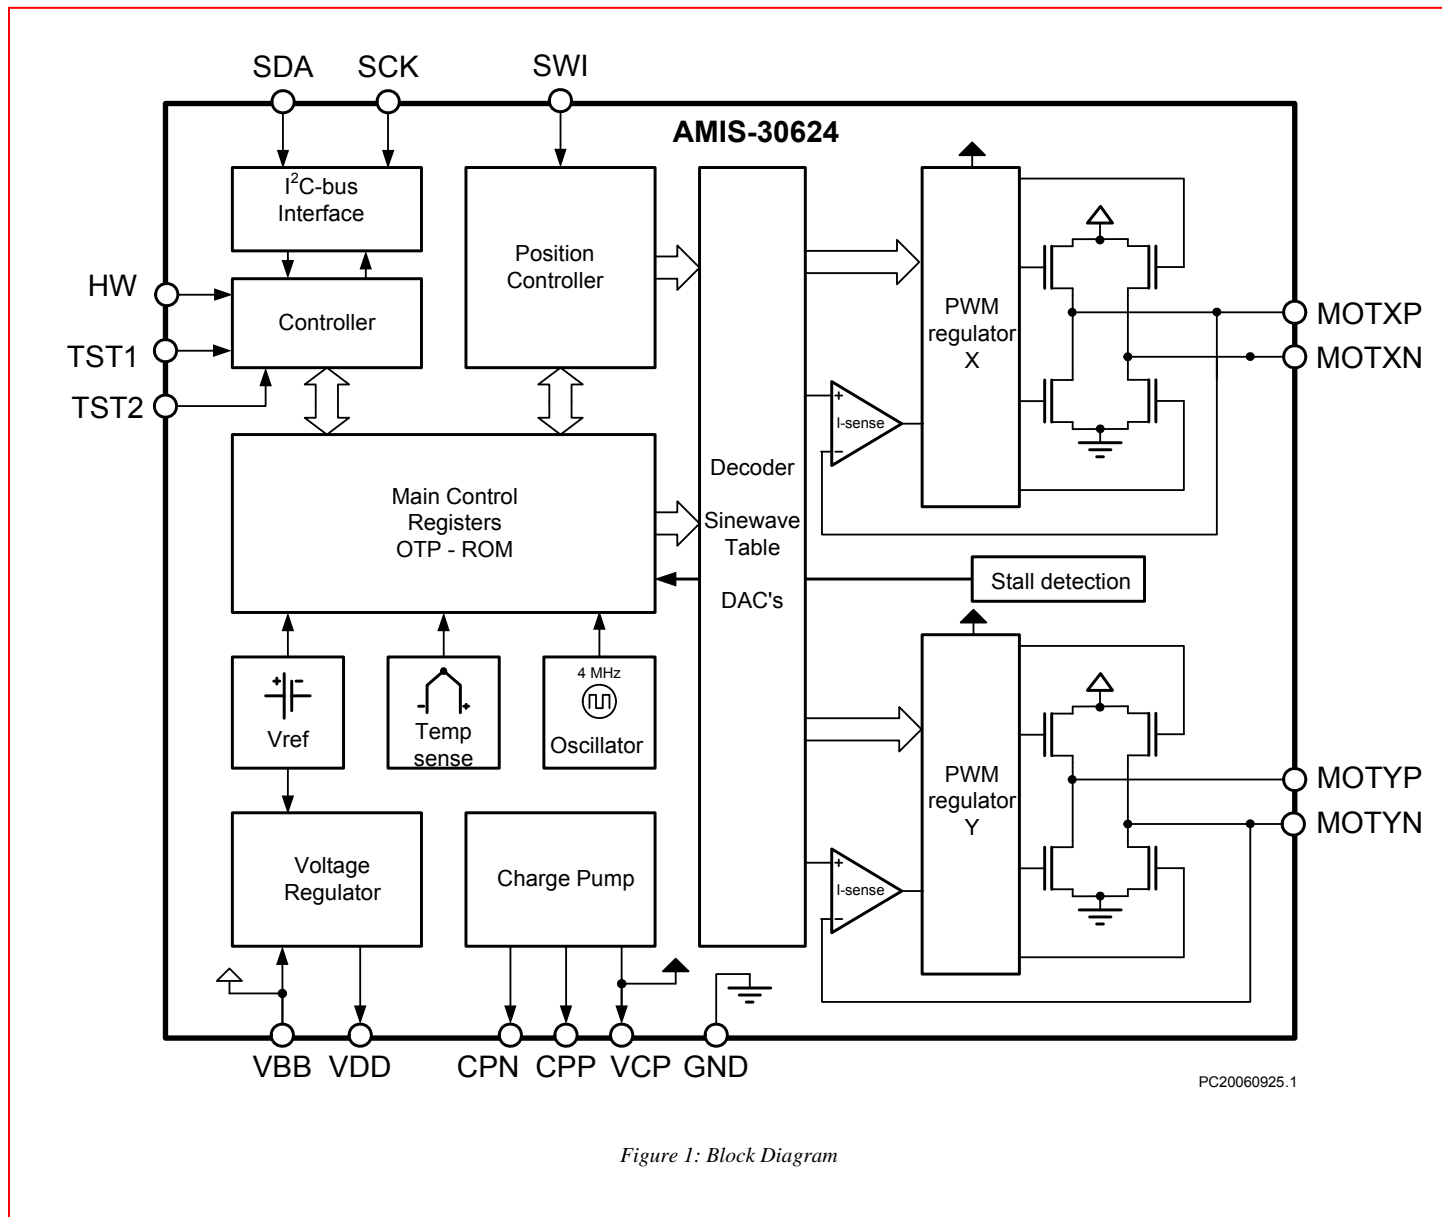 SDA
SCK
SWI
AMIS-30624
I²C-bus
Interface
Position
Controller
HW
Controller
TST1
TST2
PWM
regulator
X
MOTXP
MOTXN
+
I-sense
−
Main Control
Registers
OTP - ROM
Decoder
Sinewave
Table
DAC's
Stall detection
+ -
Vref
- +
Temp
sense
4 MHz
Oscillator
PWM
regulator
Y
MOTYP
MOTYN
Voltage
Regulator
Charge Pump
+
I-sense
−
VBB
VDD
CPN
CPP
VCP
GND
PC20060925.1
Figure 1: Block Diagram